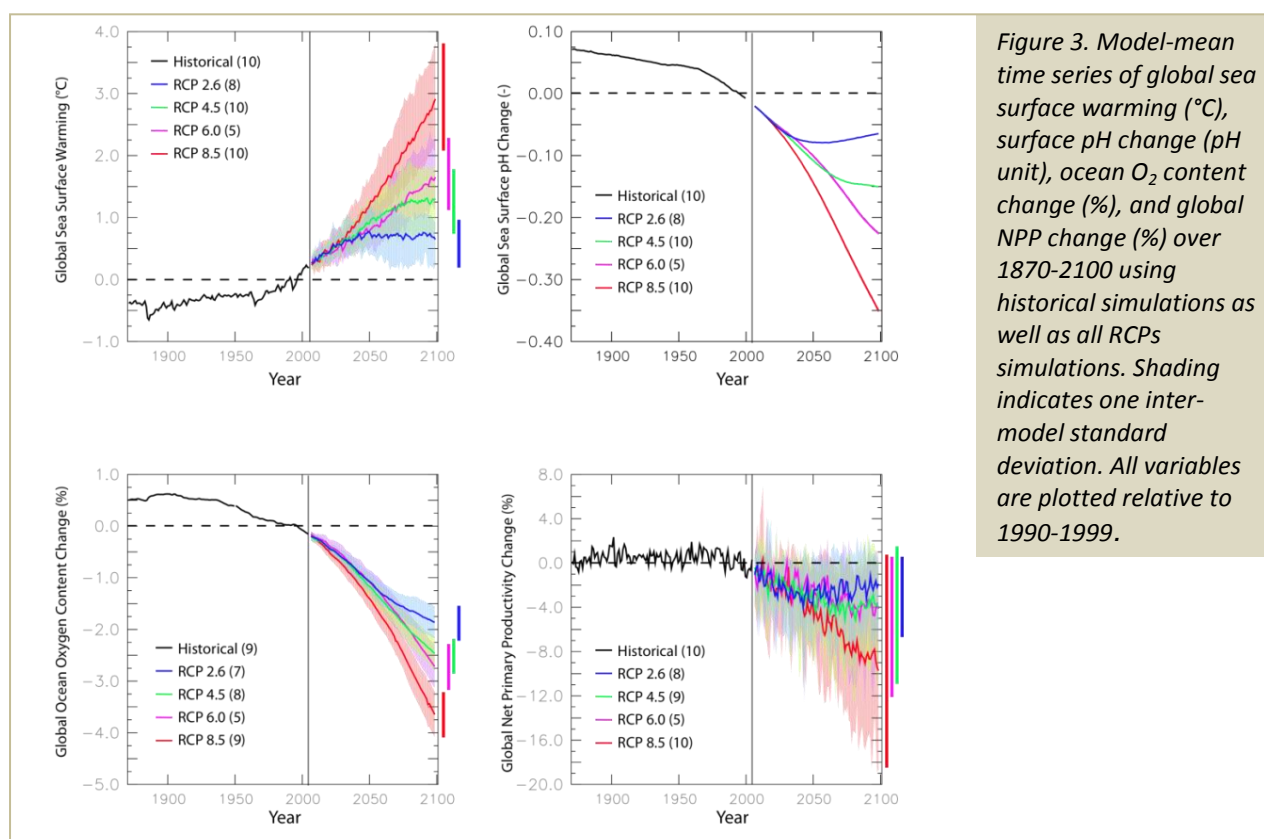 4.0
3.0
2.0
1.0
0.0
−1.0
Global Sea Surface Warming (°C)
Historical (10)
RCP 2.6 (8)
RCP 4.5 (10)
RCP 6.0 (5)
RCP 8.5 (10)
1900
1950
2000
2050
2100
Year
0.10
0.00
−0.10
−0.20
−0.30
−0.40
Global Sea Surface pH Change (-)
Historical (10)
RCP 2.6 (8)
RCP 4.5 (10)
RCP 6.0 (5)
RCP 8.5 (10)
1900
1950
2000
2050
2100
Year
Figure 3. Model-mean
time series of global sea
surface warming (°C),
surface pH change (pH
unit), ocean O₂ content
change (%), and global
NPP change (%) over
1870-2100 using
historical simulations as
well as all RCPs
simulations. Shading
indicates one inter-
model standard
deviation. All variables
are plotted relative to
1990-1999.
1.0
0.0
−1.0
−2.0
−3.0
−4.0
−5.0
Global Ocean Oxygen Content Change (%)
Historical (9)
RCP 2.6 (7)
RCP 4.5 (8)
RCP 6.0 (5)
RCP 8.5 (9)
1900
1950
2000
2050
2100
Year
8.0
4.0
0.0
−4.0
−8.0
−12.0
−16.0
−20.0
Global Net Primary Productivity Change (%)
Historical (10)
RCP 2.6 (8)
RCP 4.5 (9)
RCP 6.0 (5)
RCP 8.5 (10)
1900
1950
2000
2050
2100
Year